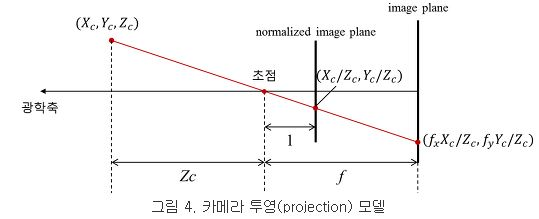 image plane
(X_c, Y_c, Z_c)
normalized image plane
초점
(X_c/Z_c, Y_c/Z_c)
광학축
1
(f_xX_c/Z_c, f_yY_c/Z_c)
Zc
f
그림 4. 카메라 투영(projection) 모델